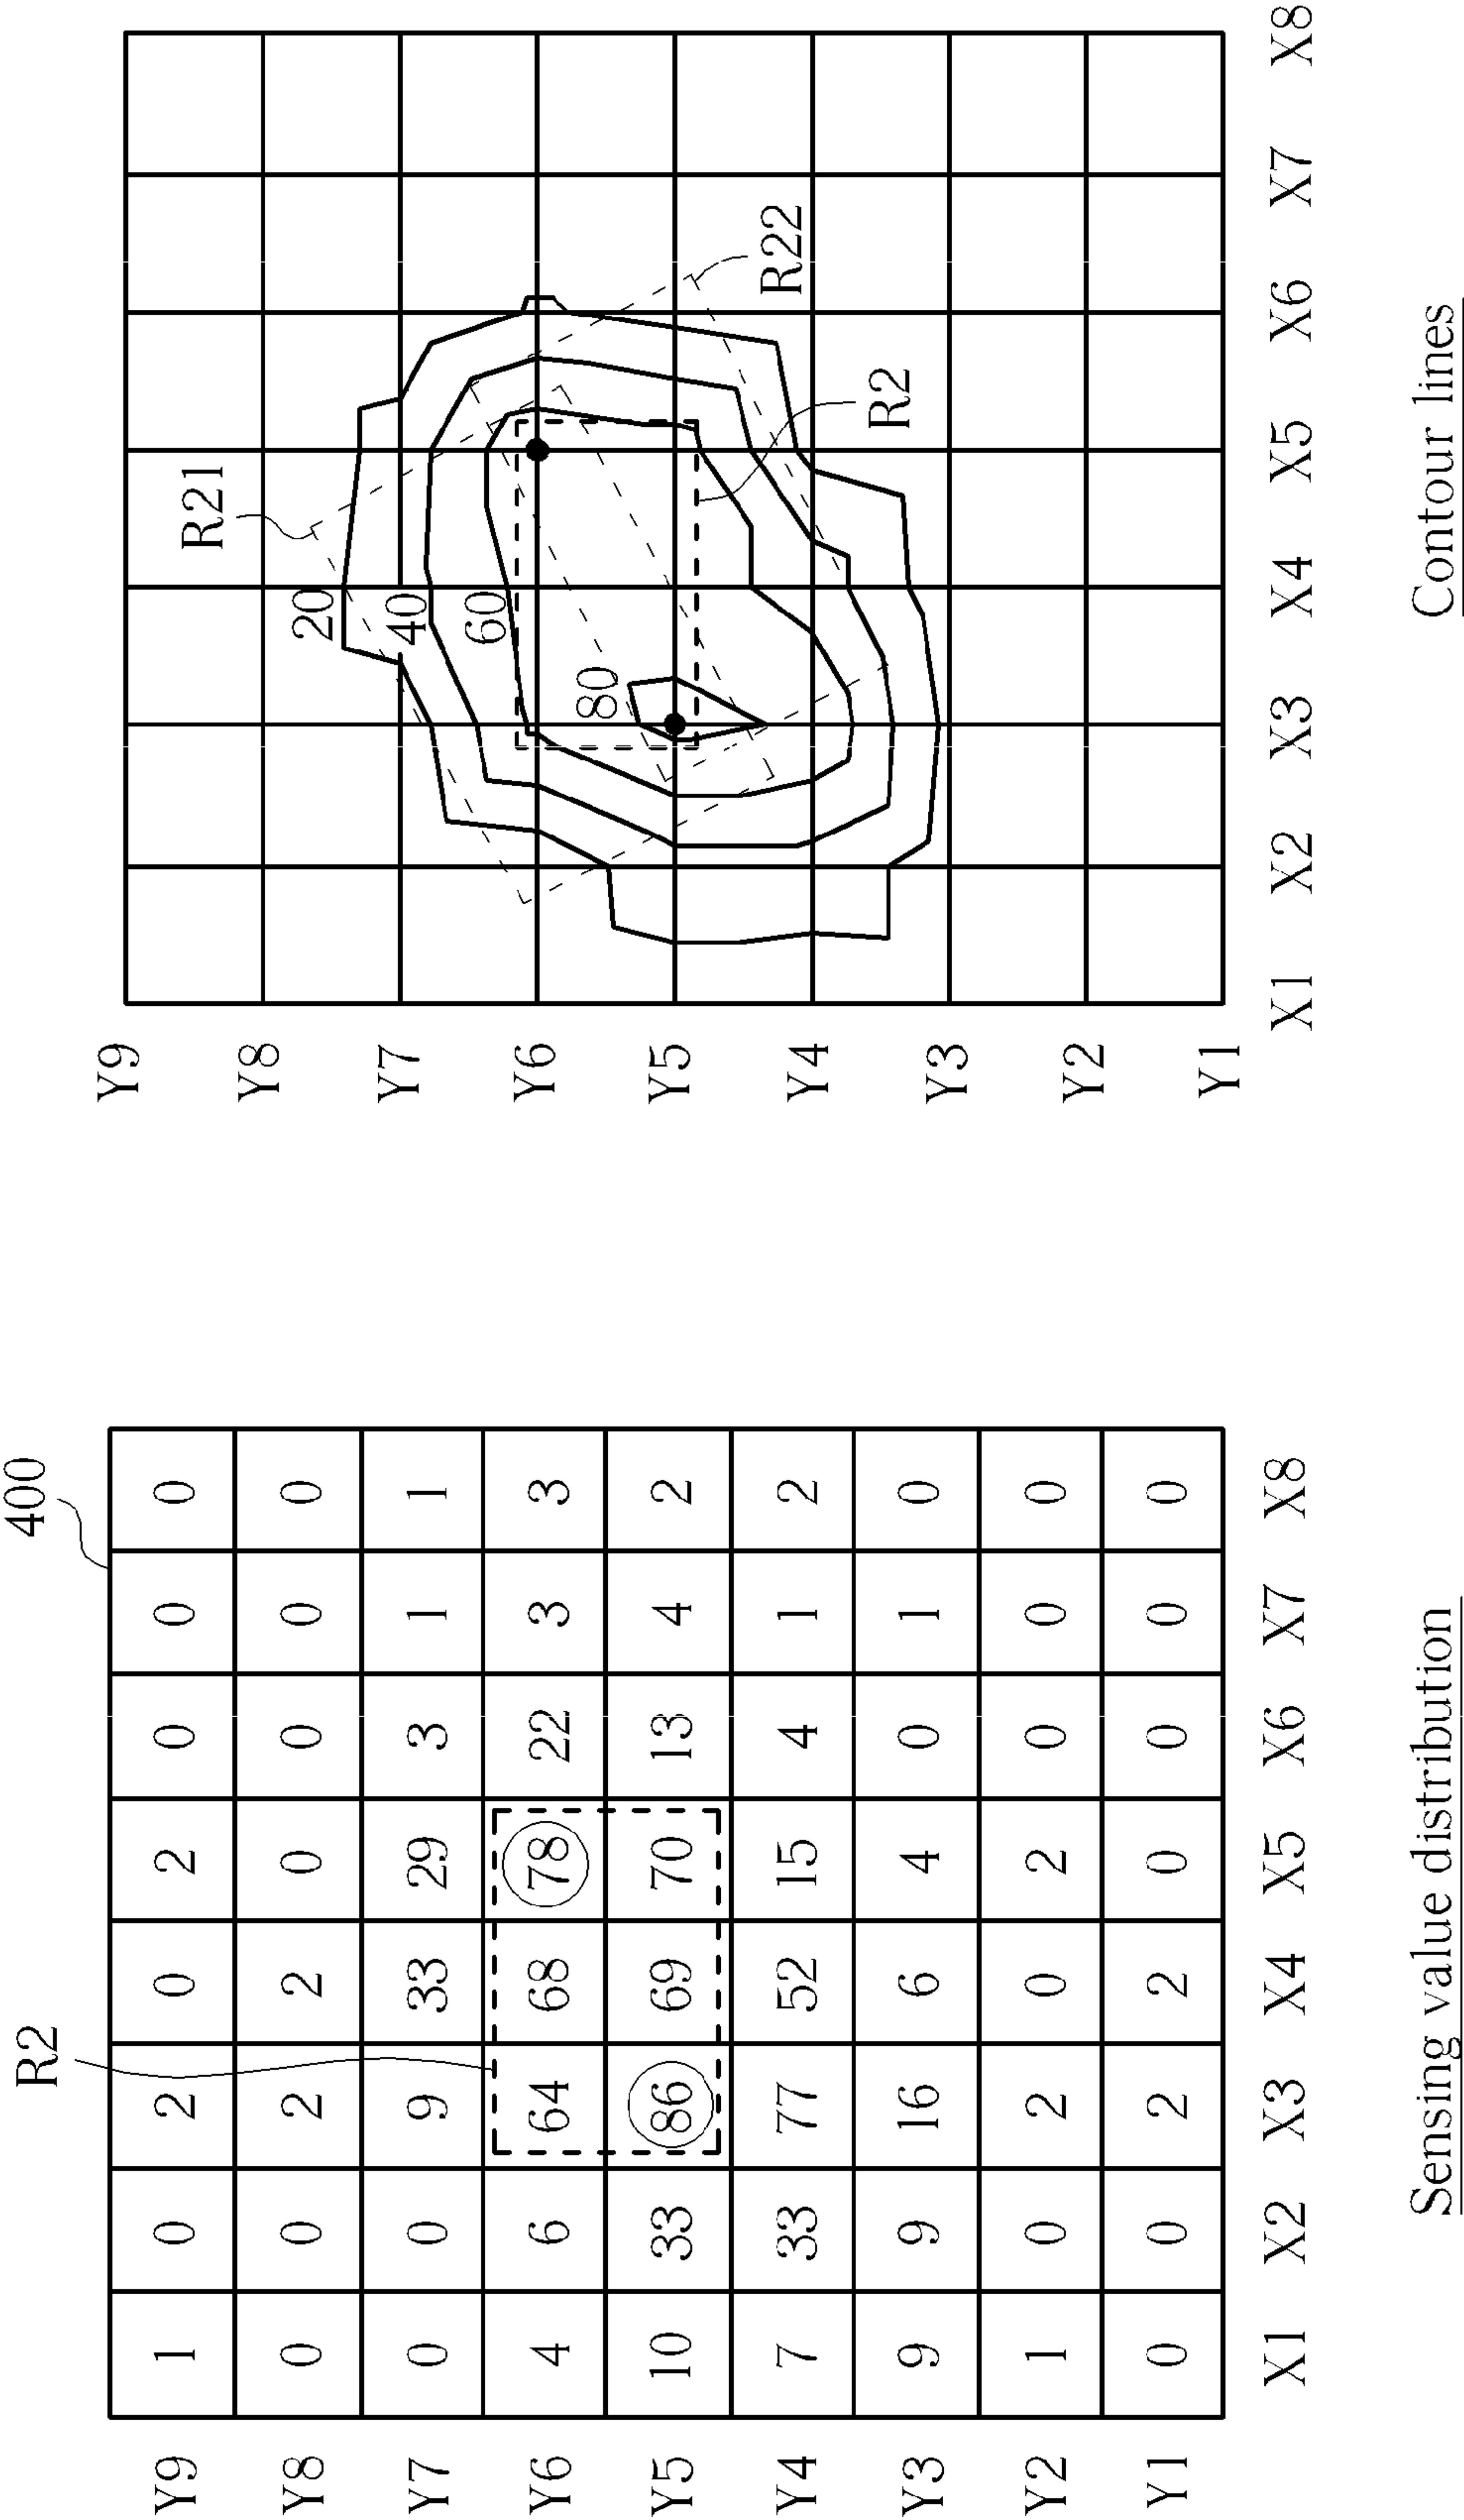 400
R2
Y9 1 0 2 0 2 0 0 0
Y8 0 0 2 2 0 0 0 0
Y7 0 0 9 33 29 3 1 1
Y6 4 6 64 68 78 22 3 3
Y5 10 33 86 69 70 13 4 2
Y4 7 33 77 52 15 4 1 2
Y3 9 9 16 6 4 0 1 0
Y2 1 0 2 0 2 0 0 0
Y1 0 0 2 2 0 0 0 0
X1 X2 X3 X4 X5 X6 X7 X8
Sensing value distribution
Y9
Y8
Y7
Y6
Y5
Y4
Y3
Y2
Y1
R21
20
40
60
80
R22
R2
X1 X2 X3 X4 X5 X6 X7 X8
Contour lines